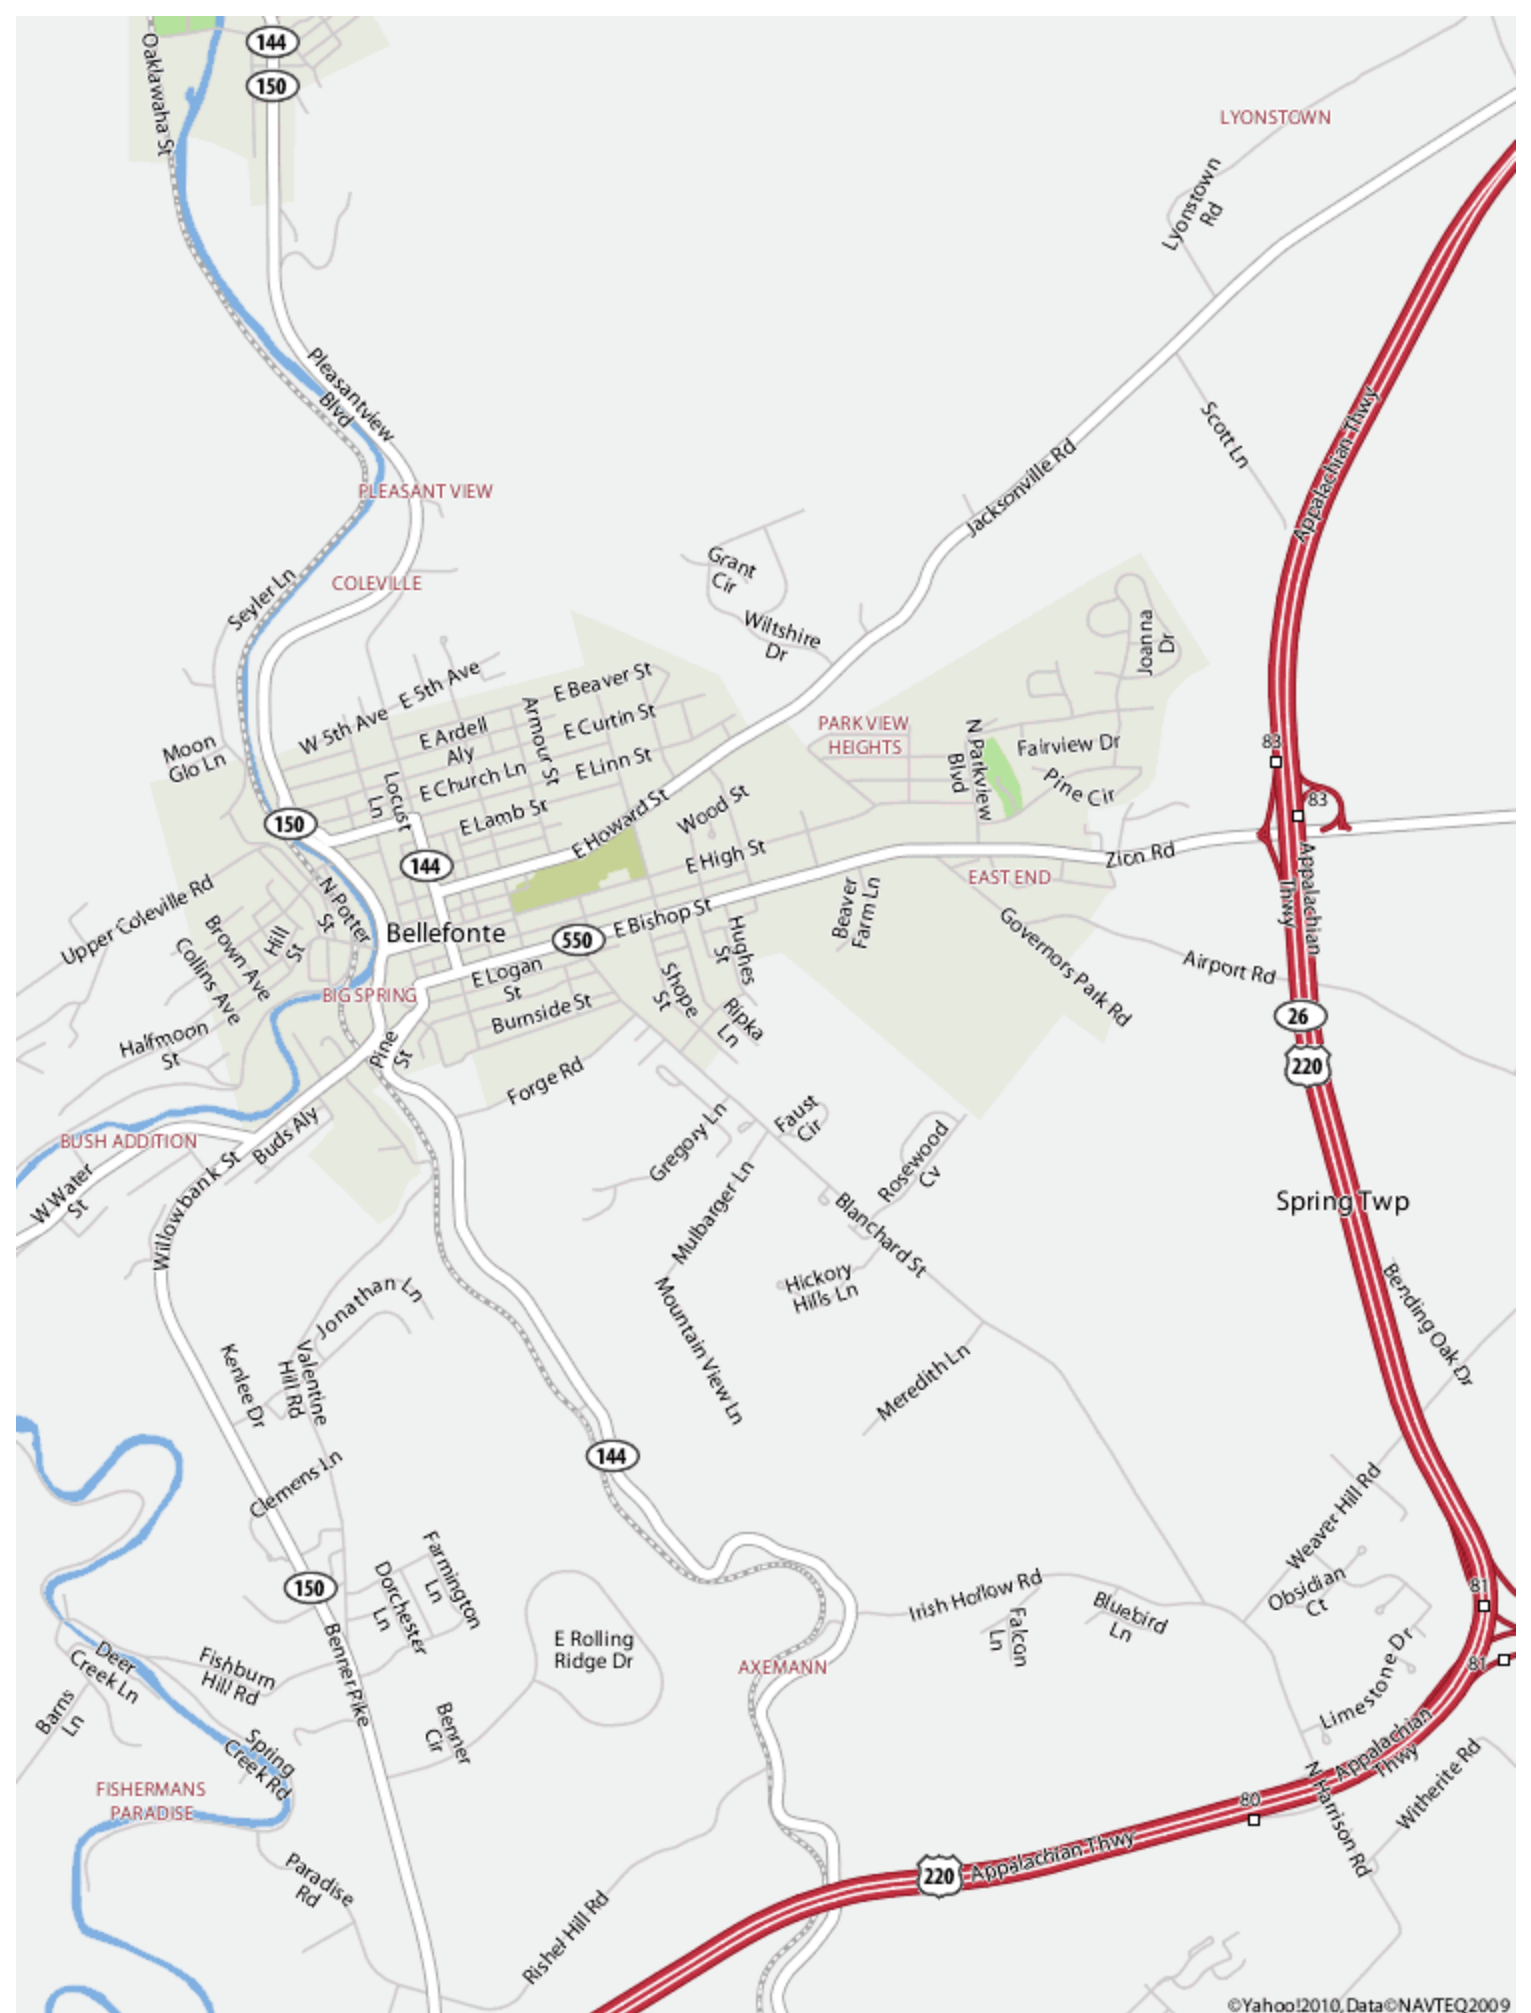 144
150
Oaklawaha St
LYONSTOWN
Lyonstown
Rd
Pleasantview
Blvd
Appalachian Thwy
Scott Ln
Jacksonville Rd
PLEASANT VIEW
COLEVILLE
Seyler Ln
Grant
Cir
Wiltshire
Dr
Joanna
Dr
E 5th Ave
E Beaver St
W 5th Ave
E Ardell
Aly
Armour St
E Curtin St
PARK VIEW
HEIGHTS
N Parkview
Blvd
Fairview Dr
Pine Cir
83
83
Moon
Glo Ln
Locust
Ln
E Church Ln
E Linn St
E Lamb St
E Howard St
Wood St
150
144
E High St
Zion Rd
EAST END
Appalachian
Thwy
Upper Coleville Rd
N Potter
St
Hill
St
Brown Ave
Collins Ave
Bellefonte
550
E Bishop St
Hughes
St
Beaver
Farm Ln
Governors Park Rd
Airport Rd
E Logan
St
Shope
St
BIG SPRING
Burnside St
Ripka
Ln
26
220
Halfmoon
St
Pine
St
Forge Rd
BUSH ADDITION
Buds Aly
Gregory Ln
Faust
Cir
Rosewood
Cv
W Water
St
Willowbank St
Mulbarger Ln
Blanchard St
Spring Twp
Hickory
Hills Ln
Jonathan Ln
Mountain View Ln
Bending Oak Dr
Kenlee Dr
Valentine
Hill Rd
Meredith Ln
144
Clemens Ln
Weaver Hill Rd
Farmington
Ln
Dorchester
Ln
150
Irish Hollow Rd
Falcon
Ln
Bluebird
Ln
Obsidian
Ct
81
81
Benner Pike
E Rolling
Ridge Dr
AXEMANN
Limestone Dr
Deer
Creek Ln
Fishburn
Hill Rd
Barns
Ln
Benner
Cir
Spring
Creek Rd
Appalachian
Thwy
N Harrison Rd
Witherite Rd
FISHERMANS
PARADISE
80
220
Appalachian Thwy
Paradise
Rd
Rishel Hill Rd
©Yahoo!2010, Data©NAVTEQ2009